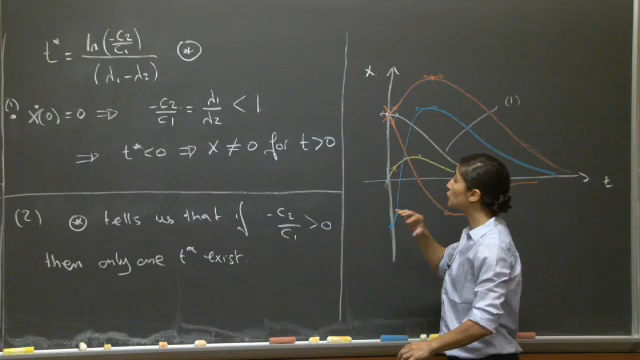 t* = ln(-c2/c1) / (λ1 - λ2) ⊛
(1) ẋ(0) = 0 ⟹ -c2/c1 = λ1/λ2 < 1
⟹ t* < 0 ⟹ x ≠ 0 for t > 0
(2) ⊛ tells us that if -c2/c1 > 0
then only one t* exist.
x
(1)
t